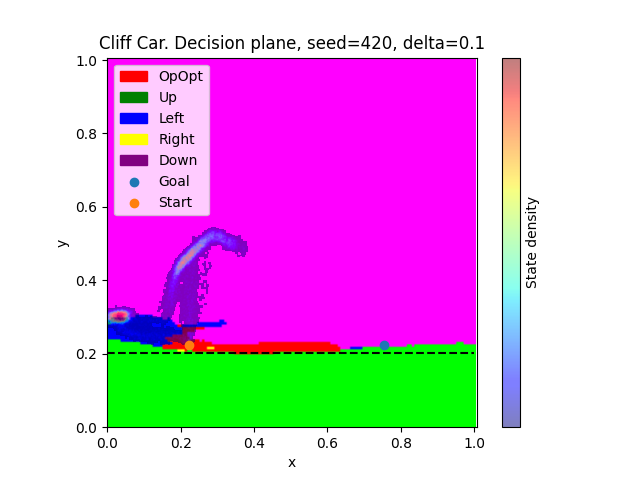 Cliff Car. Decision plane, seed=420, delta=0.1
1.0
0.8
0.6
0.4
0.2
0.0
y
OpOpt
Up
Left
Right
Down
Goal
Start
0.0 0.2 0.4 0.6 0.8 1.0
x
State density